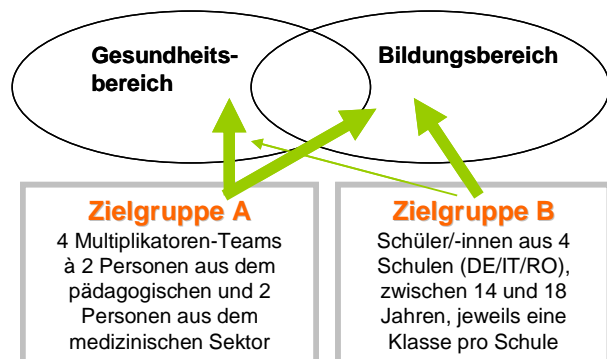 Gesundheits-
bereich
Bildungsbereich
Zielgruppe A
4 Multiplikatoren-Teams
à 2 Personen aus dem
pädagogischen und 2
Personen aus dem
medizinischen Sektor
Zielgruppe B
Schüler/-innen aus 4
Schulen (DE/IT/RO),
zwischen 14 und 18
Jahren, jeweils eine
Klasse pro Schule